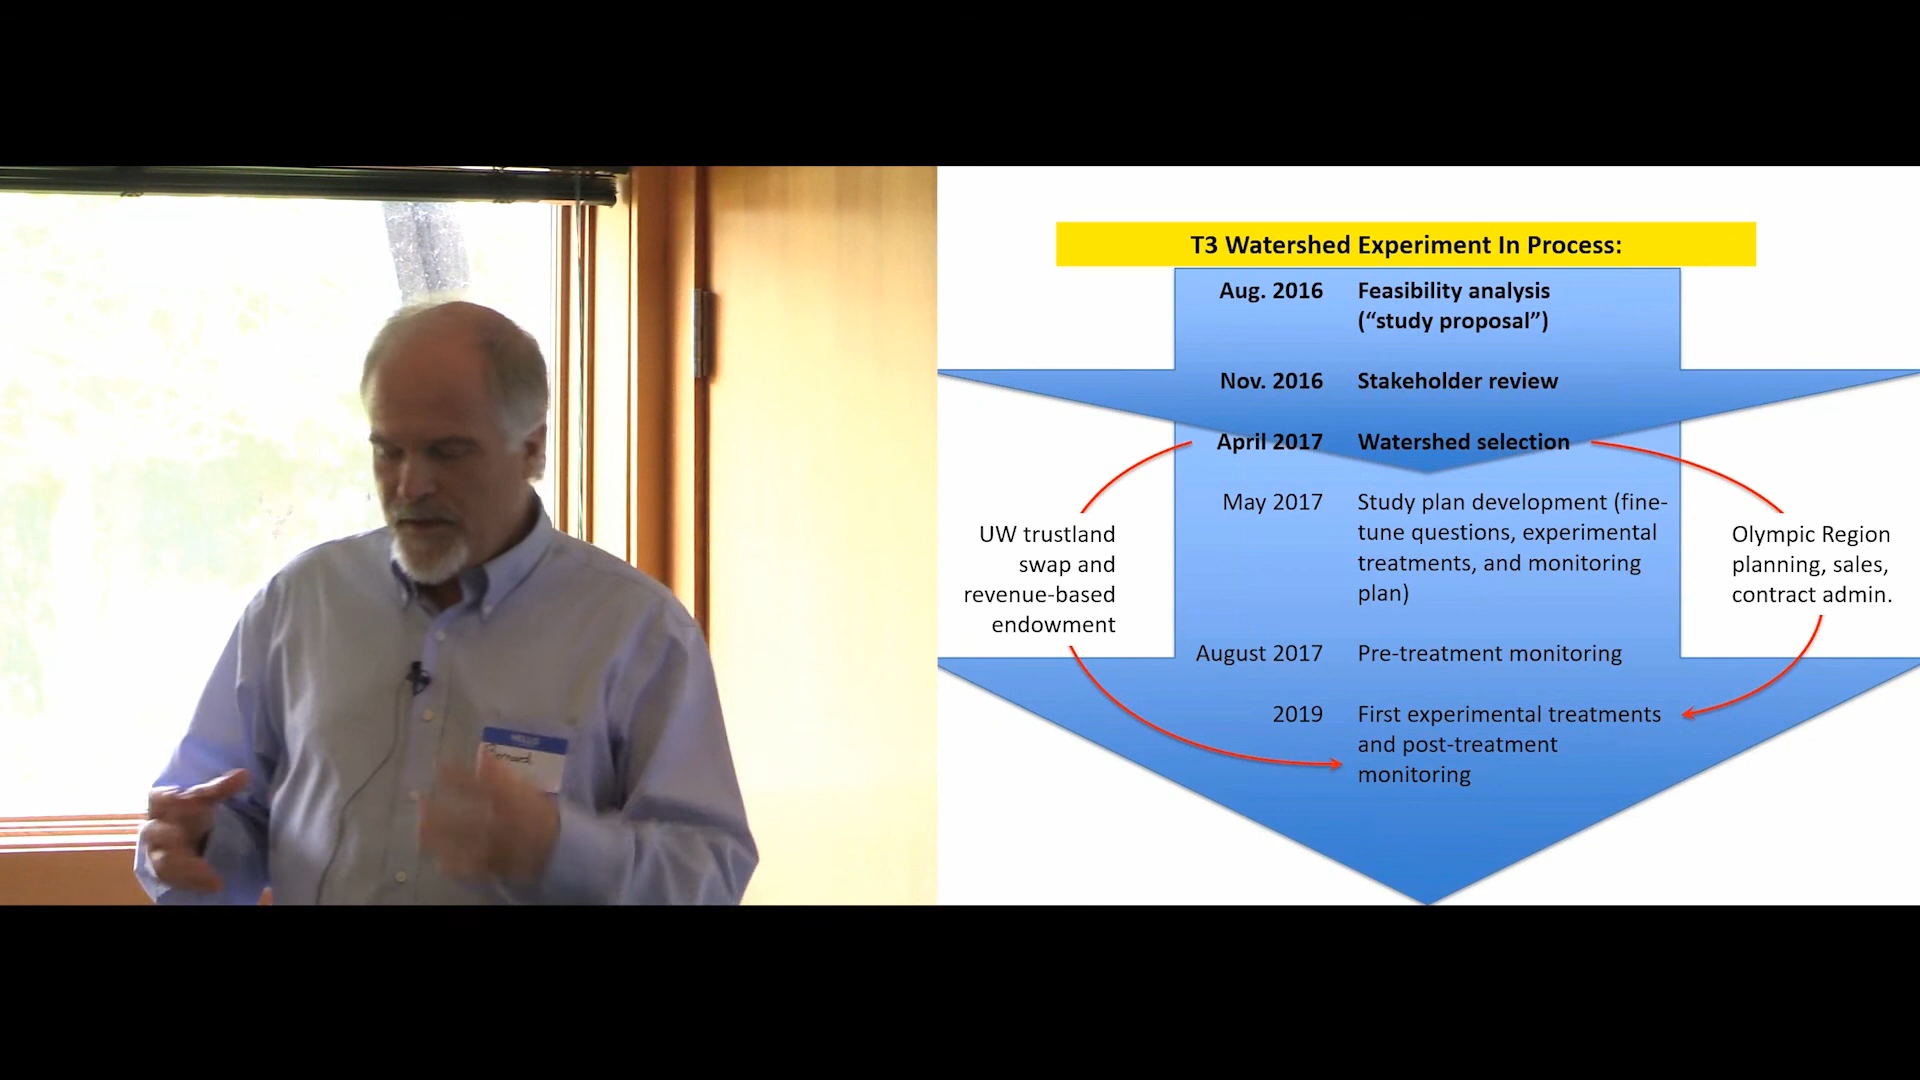 HELLO
Bernard
T3 Watershed Experiment In Process:
Aug. 2016 Feasibility analysis
(“study proposal”)
Nov. 2016 Stakeholder review
April 2017 Watershed selection
May 2017 Study plan development (fine-
tune questions, experimental
treatments, and monitoring
plan)
August 2017 Pre-treatment monitoring
2019 First experimental treatments
and post-treatment
monitoring
UW trustland
swap and
revenue-based
endowment
Olympic Region
planning, sales,
contract admin.